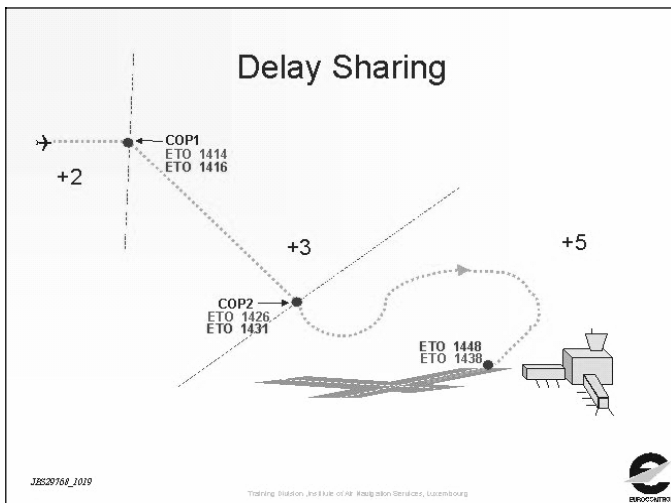 Delay Sharing
COP1
ETO 1414
ETO 1416
+2
+3
+5
COP2
ETO 1426
ETO 1431
ETO 1448
ETO 1438
JBS29768_1019
Training Division, Institute of Air Navigation Services, Luxembourg
EUROCONTROL